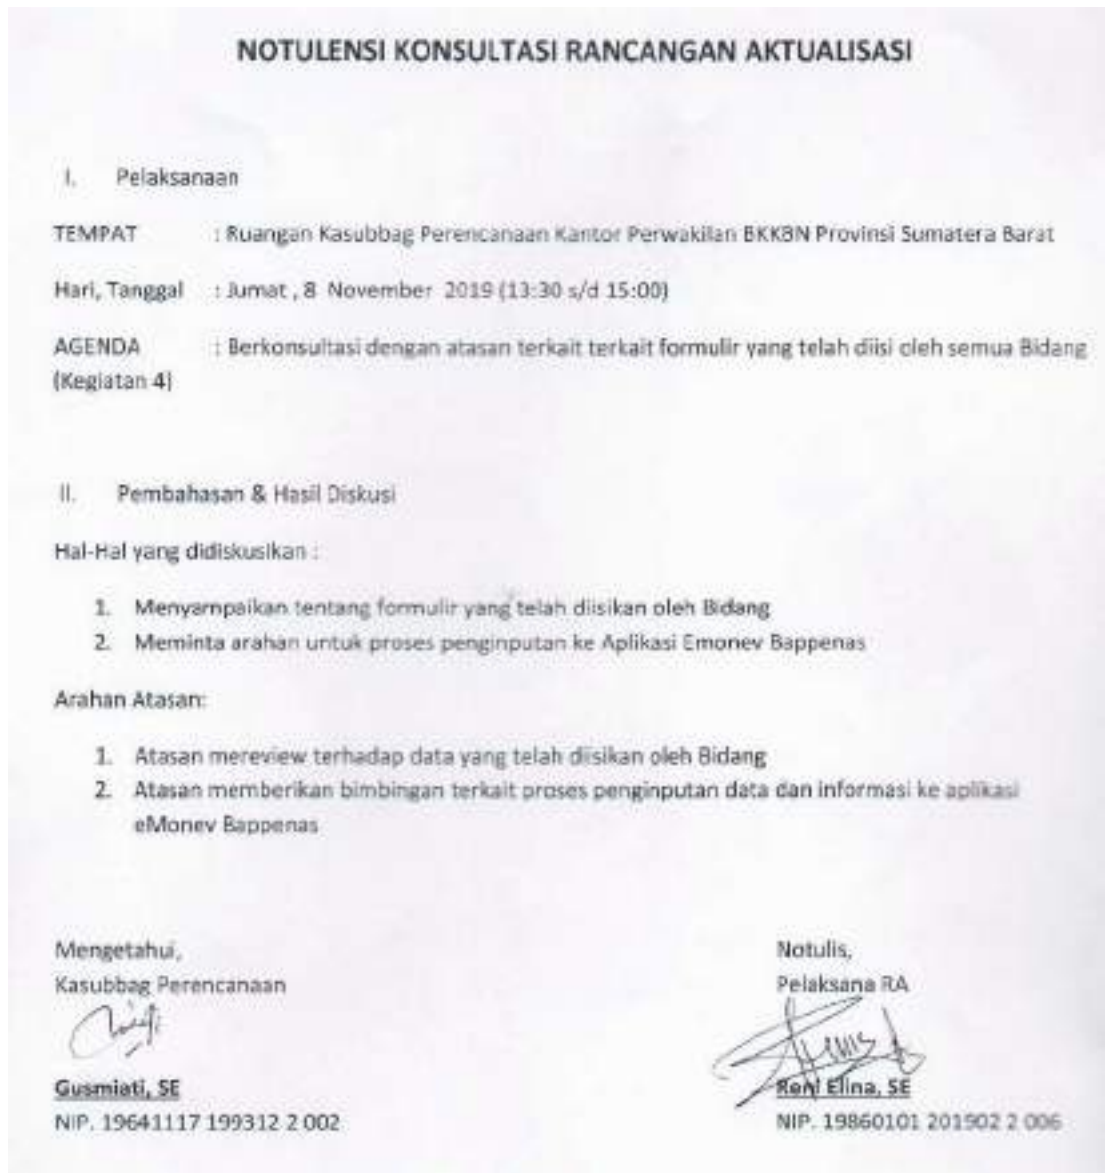 NOTULENSI KONSULTASI RANCANGAN AKTUALISASI
I. Pelaksanaan
TEMPAT : Ruangan Kasubbag Perencanaan Kantor Perwakilan BKKBN Provinsi Sumatera Barat
Hari, Tanggal : Jumat , 8 November 2019 (13:30 s/d 15:00)
AGENDA : Berkonsultasi dengan atasan terkait terkait formulir yang telah diisi oleh semua Bidang
(Kegiatan 4)
II. Pembahasan & Hasil Diskusi
Hal-Hal yang didiskusikan :
1. Menyampaikan tentang formulir yang telah diisikan oleh Bidang
2. Meminta arahan untuk proses penginputan ke Aplikasi Emonev Bappenas
Arahan Atasan:
1. Atasan mereview terhadap data yang telah diisikan oleh Bidang
2. Atasan memberikan bimbingan terkait proses penginputan data dan informasi ke aplikasi
eMonev Bappenas
Mengetahui, Notulis,
Kasubbag Perencanaan Pelaksana RA
Gusmiati, SE Reni Elina, SE
NIP. 19641117 199312 2 002 NIP. 19860101 201902 2 006